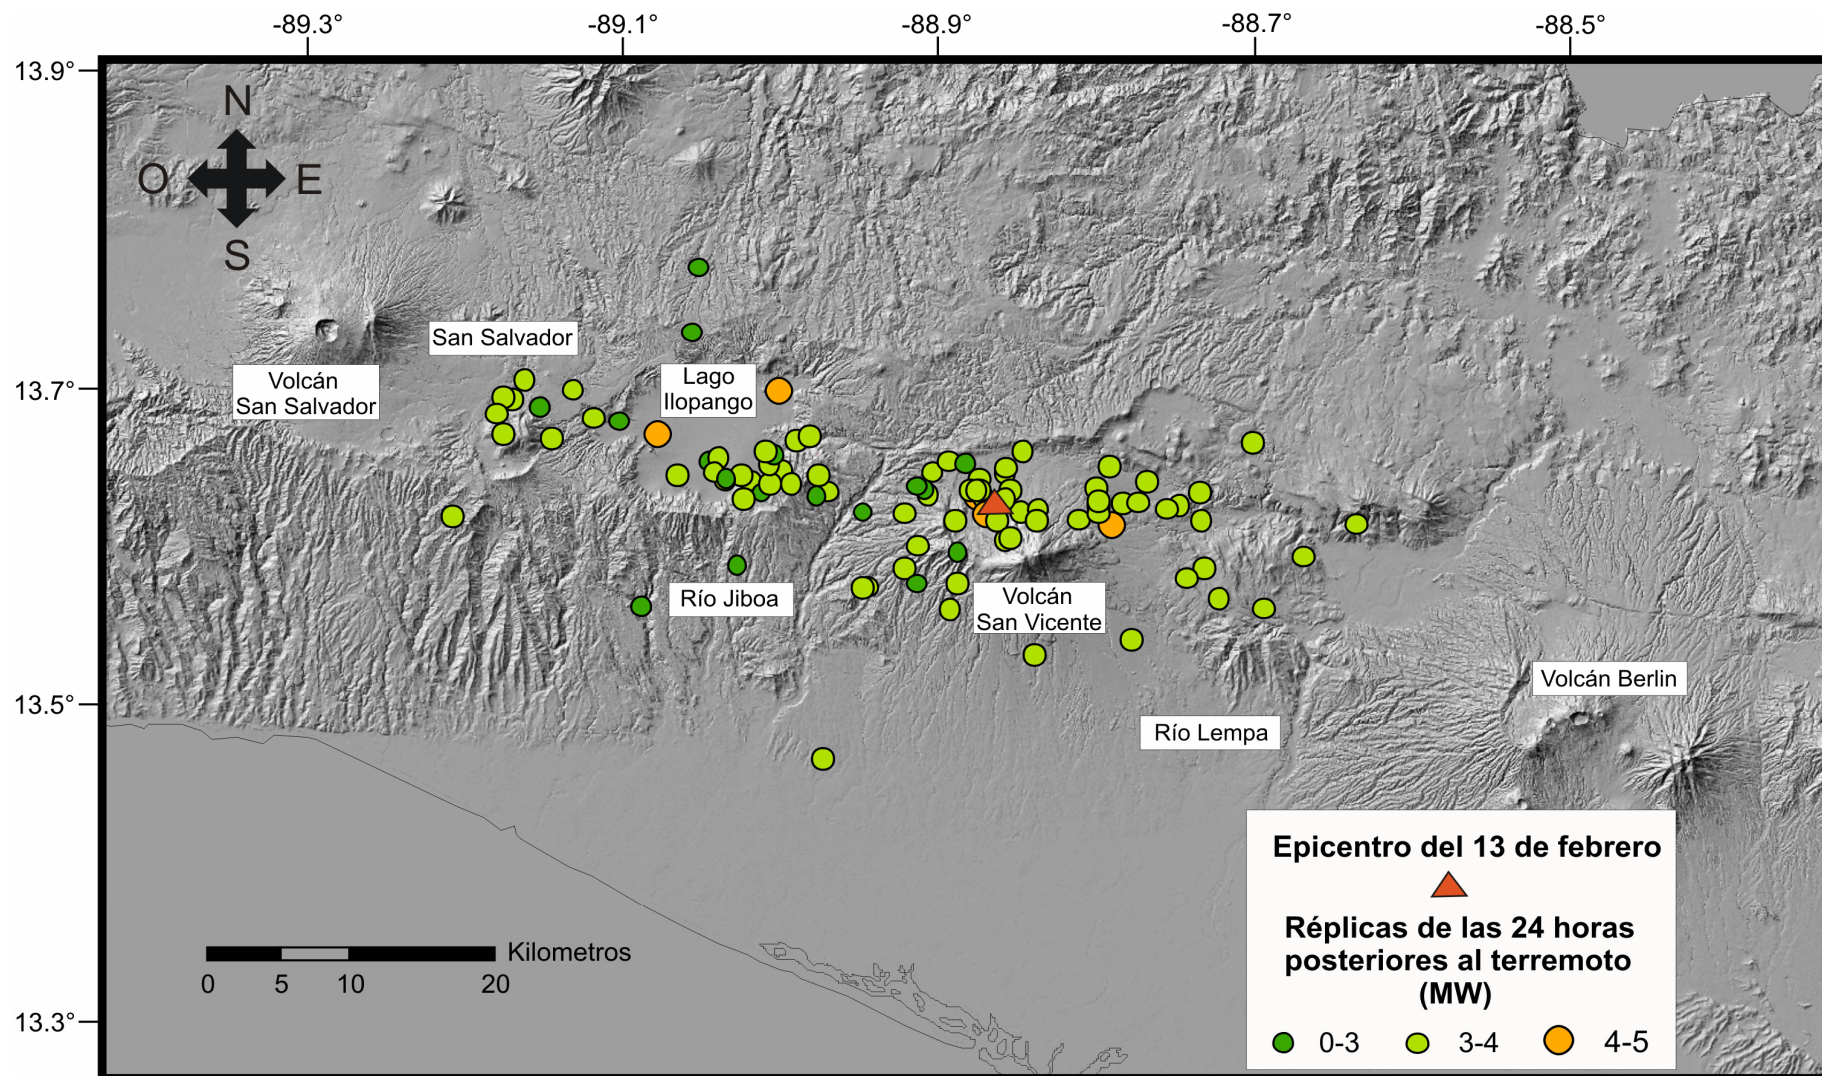 -89.3°
-89.1°
-88.9°
-88.7°
-88.5°
13.9°
13.7°
13.5°
13.3°
N
O
E
S
San Salvador
Volcán
San Salvador
Lago
Ilopango
Río Jiboa
Volcán
San Vicente
Volcán Berlin
Río Lempa
Kilometros
0
5
10
20
Epicentro del 13 de febrero
Réplicas de las 24 horas
posteriores al terremoto
(MW)
0-3
3-4
4-5